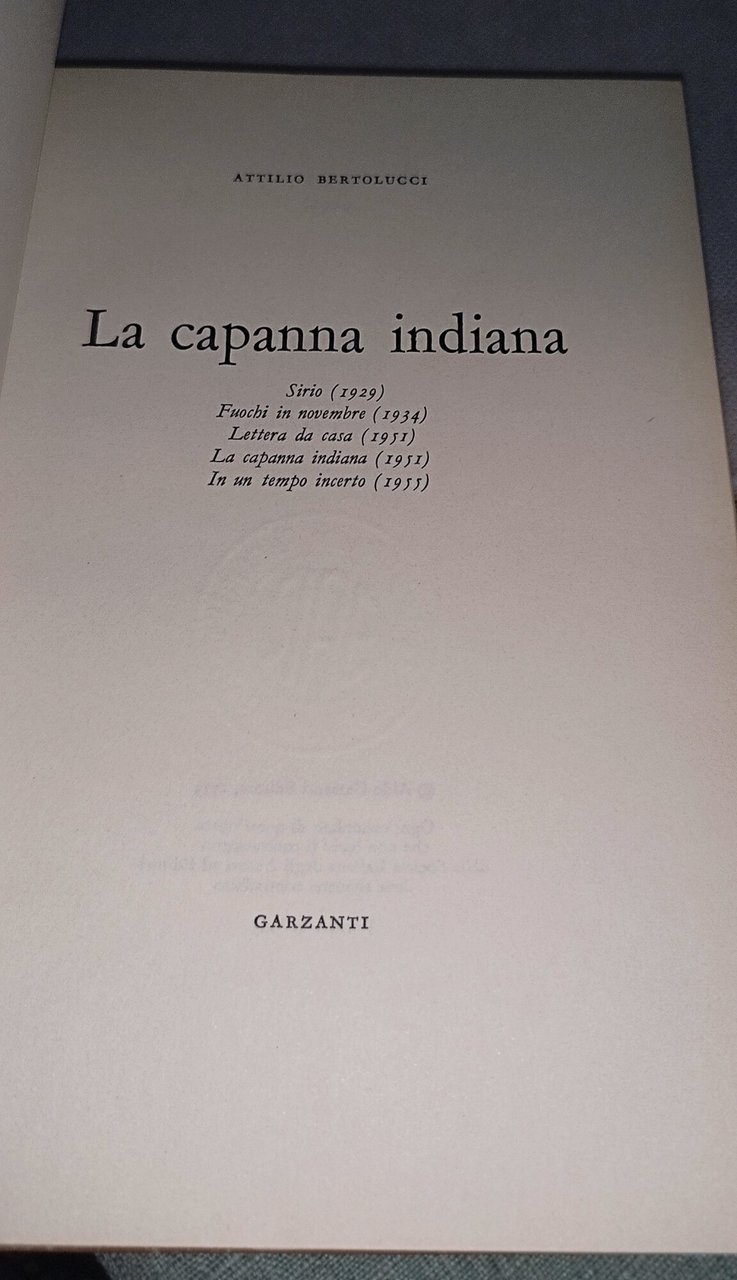 ATTILIO BERTOLUCCI
La capanna indiana
Sirio (1929)
Fuochi in novembre (1934)
Lettera da casa (1951)
La capanna indiana (1951)
In un tempo incerto (1955)
GARZANTI